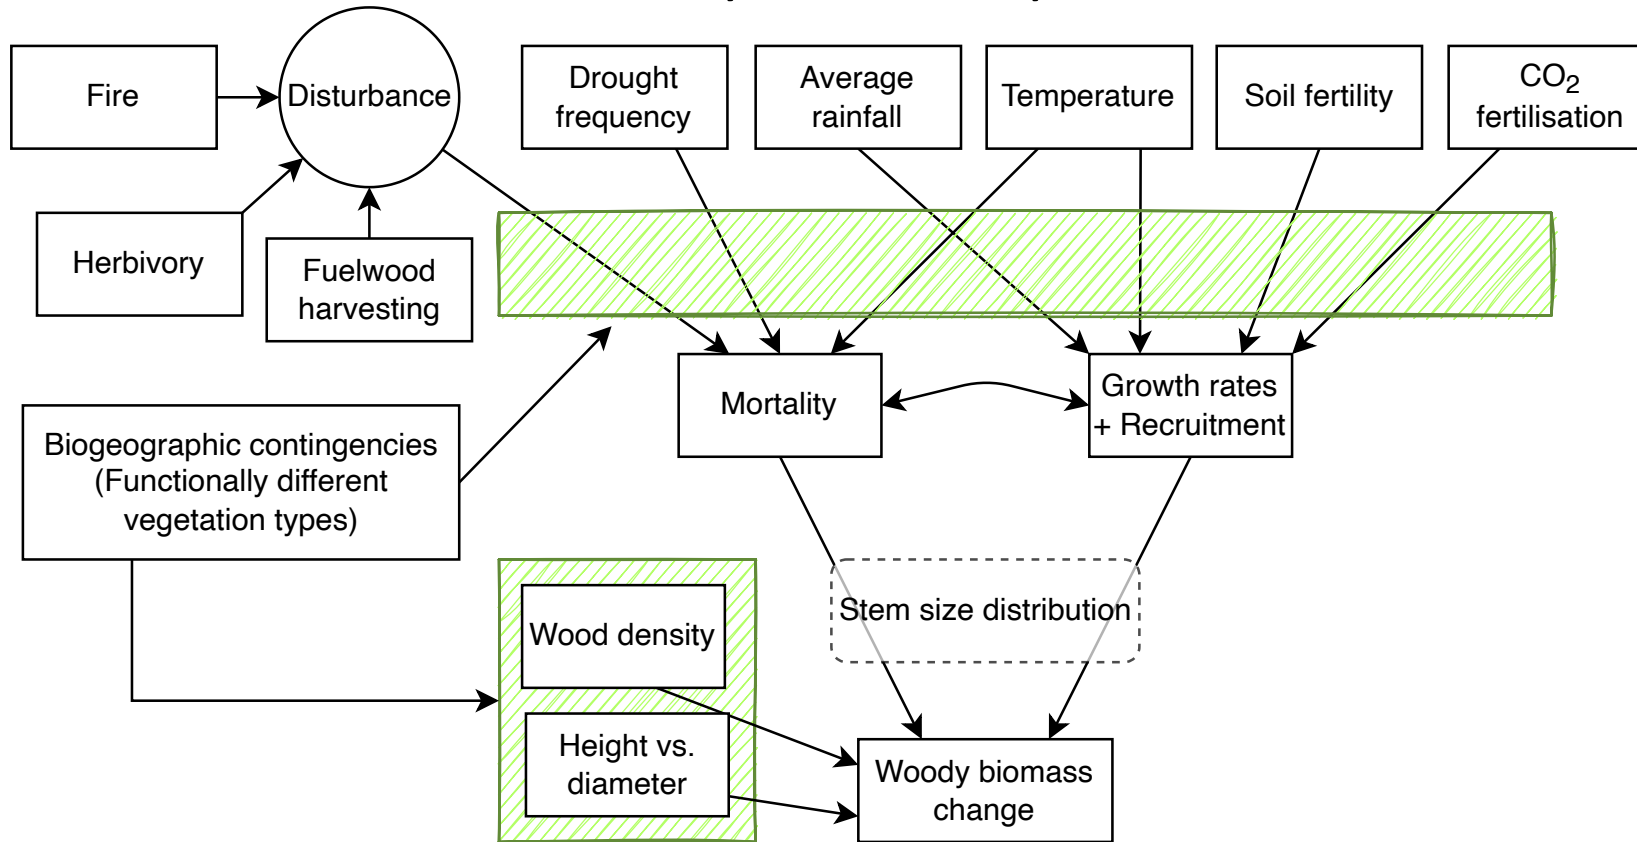 Fire
Disturbance
Drought
frequency
Average
rainfall
Temperature
Soil fertility
CO₂
fertilisation
Herbivory
Fuelwood
harvesting
Mortality
Growth rates
+ Recruitment
Biogeographic contingencies
(Functionally different
vegetation types)
Wood density
Stem size distribution
Height vs.
diameter
Woody biomass
change